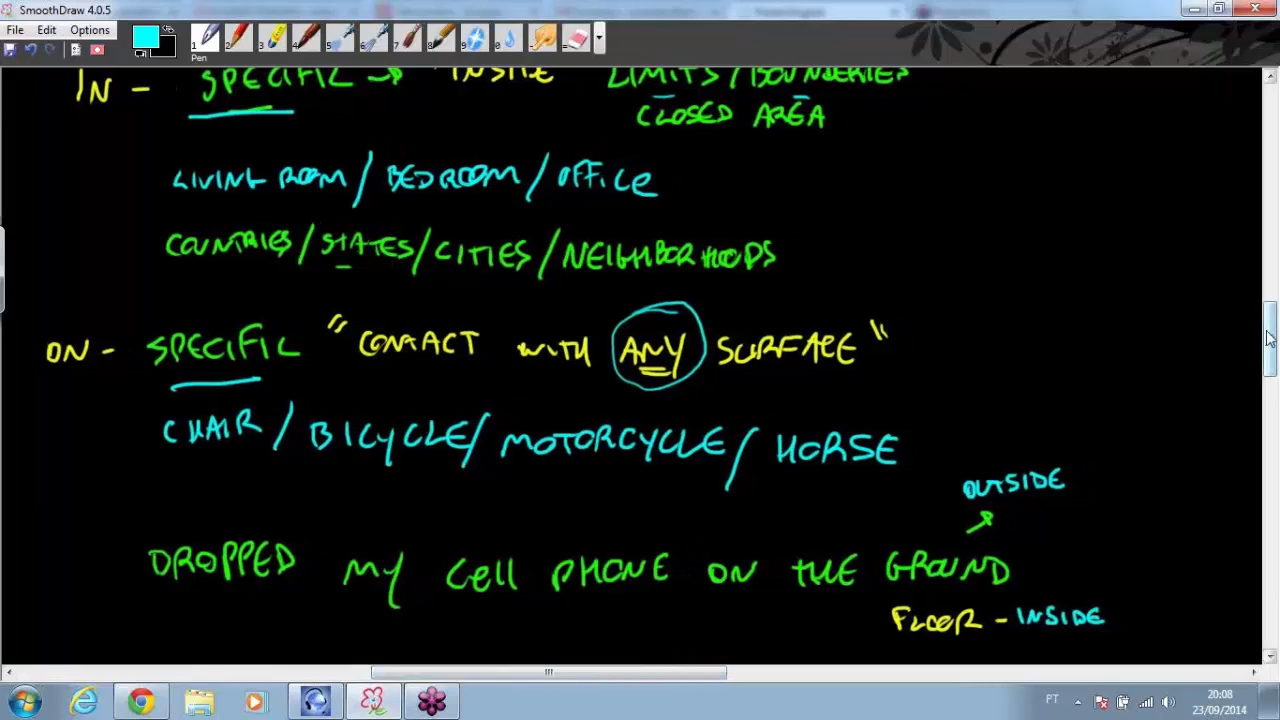 SmoothDraw 4.0.5
File Edit Options
Pen
IN - SPECIFIC → "INSIDE LIMITS / BOUNDERIES
CLOSED AREA
LIVING ROOM / BEDROOM / OFFICE
COUNTRIES / STATES / CITIES / NEIGHBORHOODS
ON - SPECIFIC "CONTACT WITH ANY SURFACE"
CHAIR / BICYCLE / MOTORCYCLE / HORSE
OUTSIDE
DROPPED MY CELL PHONE ON THE GROUND
FLOOR - INSIDE
PT
20:08
23/09/2014